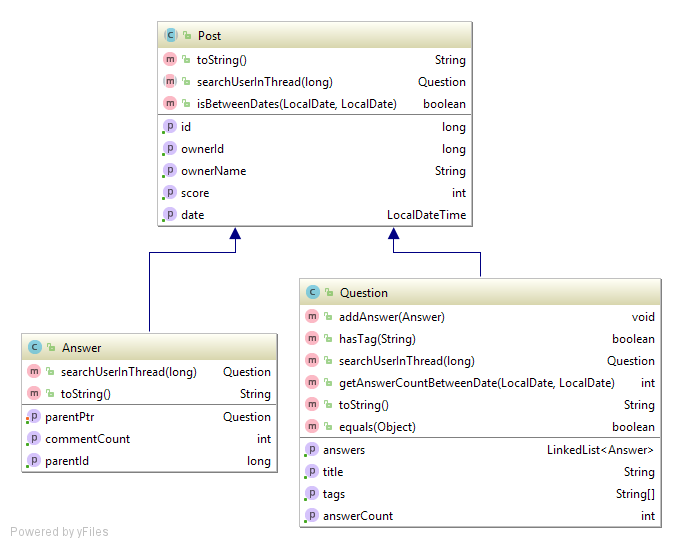 C Post
m toString() String
m searchUserInThread(long) Question
m isBetweenDates(LocalDate, LocalDate) boolean
p id long
p ownerId long
p ownerName String
p score int
p date LocalDateTime
C Answer
m searchUserInThread(long) Question
m toString() String
p parentPtr Question
p commentCount int
p parentId long
C Question
m addAnswer(Answer) void
m hasTag(String) boolean
m searchUserInThread(long) Question
m getAnswerCountBetweenDate(LocalDate, LocalDate) int
m toString() String
m equals(Object) boolean
p answers LinkedList<Answer>
p title String
p tags String[]
p answerCount int
Powered by yFiles